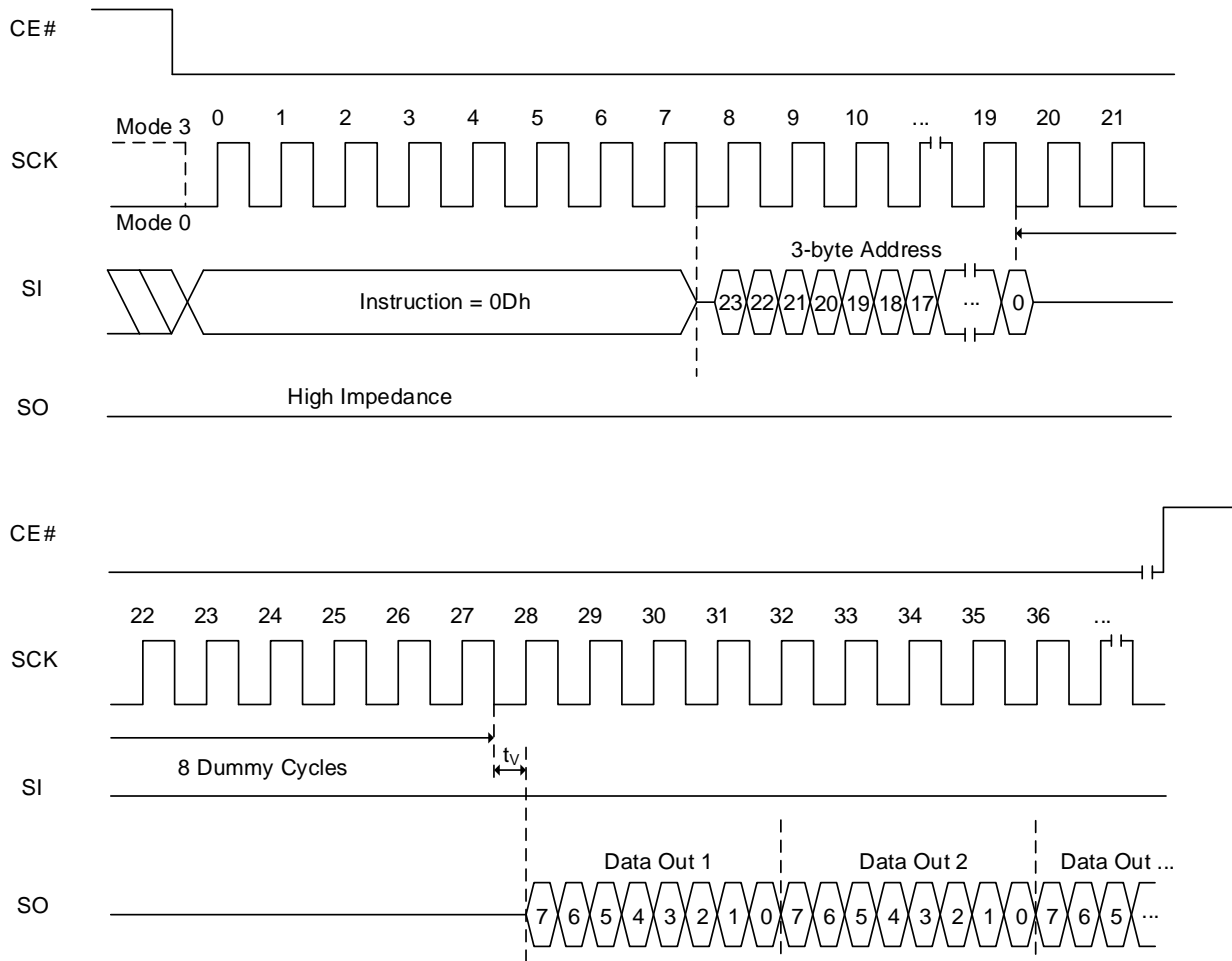 CE#
0 1 2 3 4 5 6 7 8 9 10 ... 19 20 21
Mode 3
SCK
Mode 0
3-byte Address
SI
Instruction = 0Dh
23 22 21 20 19 18 17 ... 0
High Impedance
SO
CE#
22 23 24 25 26 27 28 29 30 31 32 33 34 35 36 ...
SCK
8 Dummy Cycles
tV
SI
Data Out 1 Data Out 2 Data Out ...
SO
7 6 5 4 3 2 1 0 7 6 5 4 3 2 1 0 7 6 5 ...